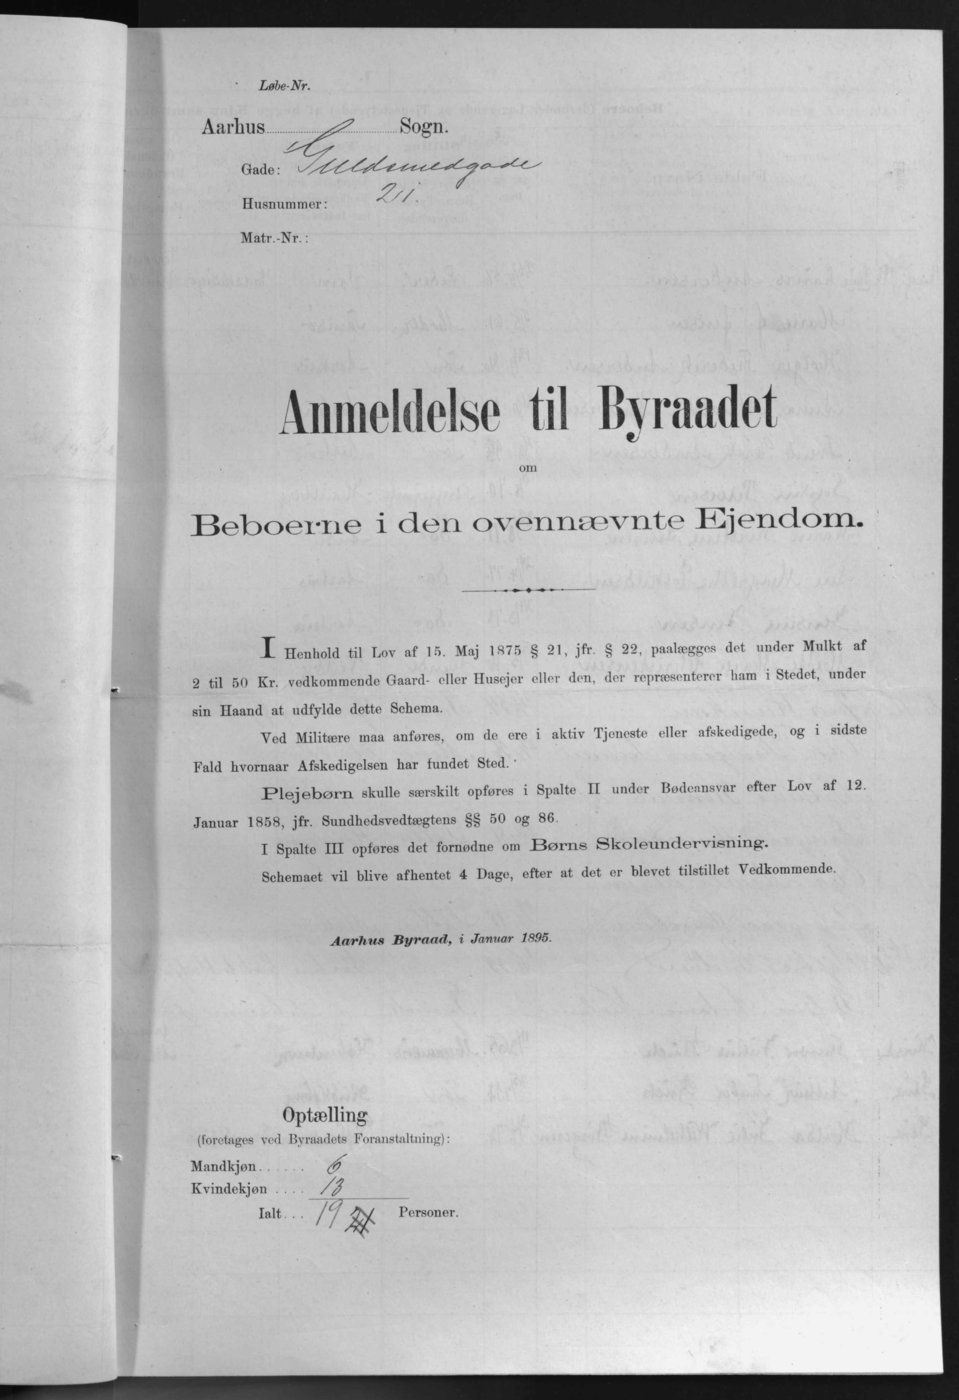 Løbe-Nr.
Aarhus Sogn.
Gade: Guldsmedgade
Husnummer: 21.
Matr.-Nr.:
Anmeldelse til Byraadet
om
Beboerne i den ovennævnte Ejendom.
I Henhold til Lov af 15. Maj 1875 § 21, jfr. § 22, paalægges det under Mulkt af
2 til 50 Kr. vedkommende Gaard- eller Husejer eller den, der repræsenterer ham i Stedet, under
sin Haand at udfylde dette Schema.
Ved Militære maa anføres, om de ere i aktiv Tjeneste eller afskedigede, og i sidste
Fald hvornaar Afskedigelsen har fundet Sted.
Plejebørn skulle særskilt opføres i Spalte II under Bødeansvar efter Lov af 12.
Januar 1858, jfr. Sundhedsvedtægtens §§ 50 og 86.
I Spalte III opføres det fornødne om Børns Skoleundervisning.
Schemaet vil blive afhentet 4 Dage, efter at det er blevet tilstillet Vedkommende.
Aarhus Byraad, i Januar 1895.
Optælling
(foretages ved Byraadets Foranstaltning):
Mandkjøn...... 6
Kvindekjøn .... 13
Ialt... 19 21 Personer.